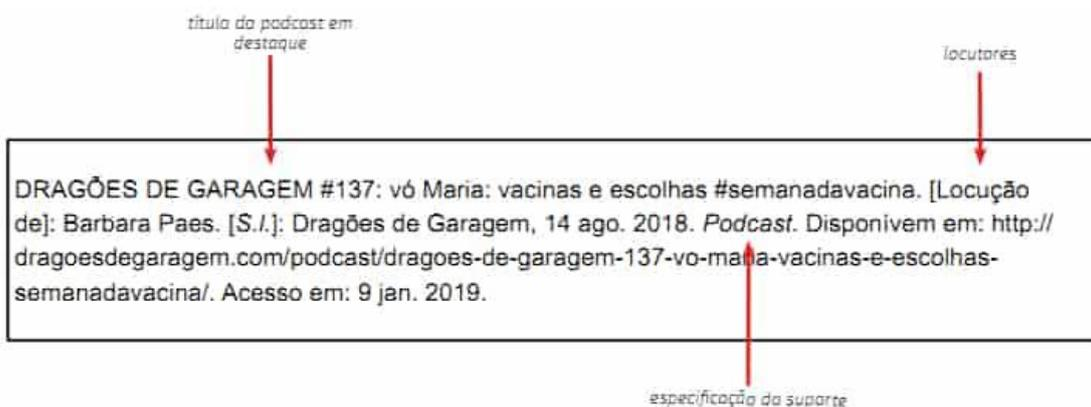 título do podcast em
destaque
locutores
DRAGÕES DE GARAGEM #137: vó Maria: vacinas e escolhas #semanadavacina. [Locução
de]: Barbara Paes. [S.l.]: Dragões de Garagem, 14 ago. 2018. Podcast. Disponívem em: http://
dragoesdegaragem.com/podcast/dragoes-de-garagem-137-vo-maria-vacinas-e-escolhas-
semanadavacina/. Acesso em: 9 jan. 2019.
especificação do suporte